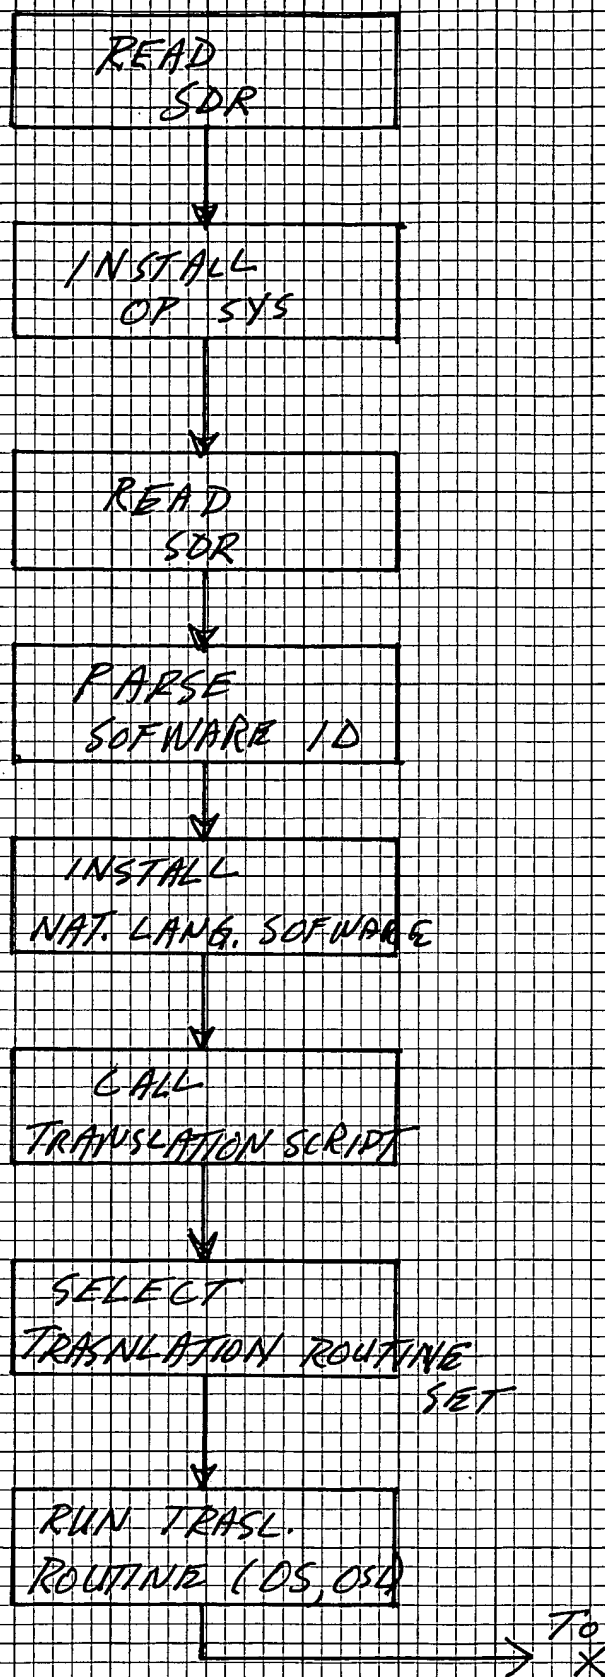 READ
SDR
INSTALL
OP SYS
READ
SDR
PARSE
SOFWARE ID
INSTALL
NAT. LANG. SOFWARE
CALL
TRANSLATION SCRIPT
SELECT
TRASNLATION ROUTINE
SET
RUN TRASL.
ROUTINE (OS, OSL)
TO
X